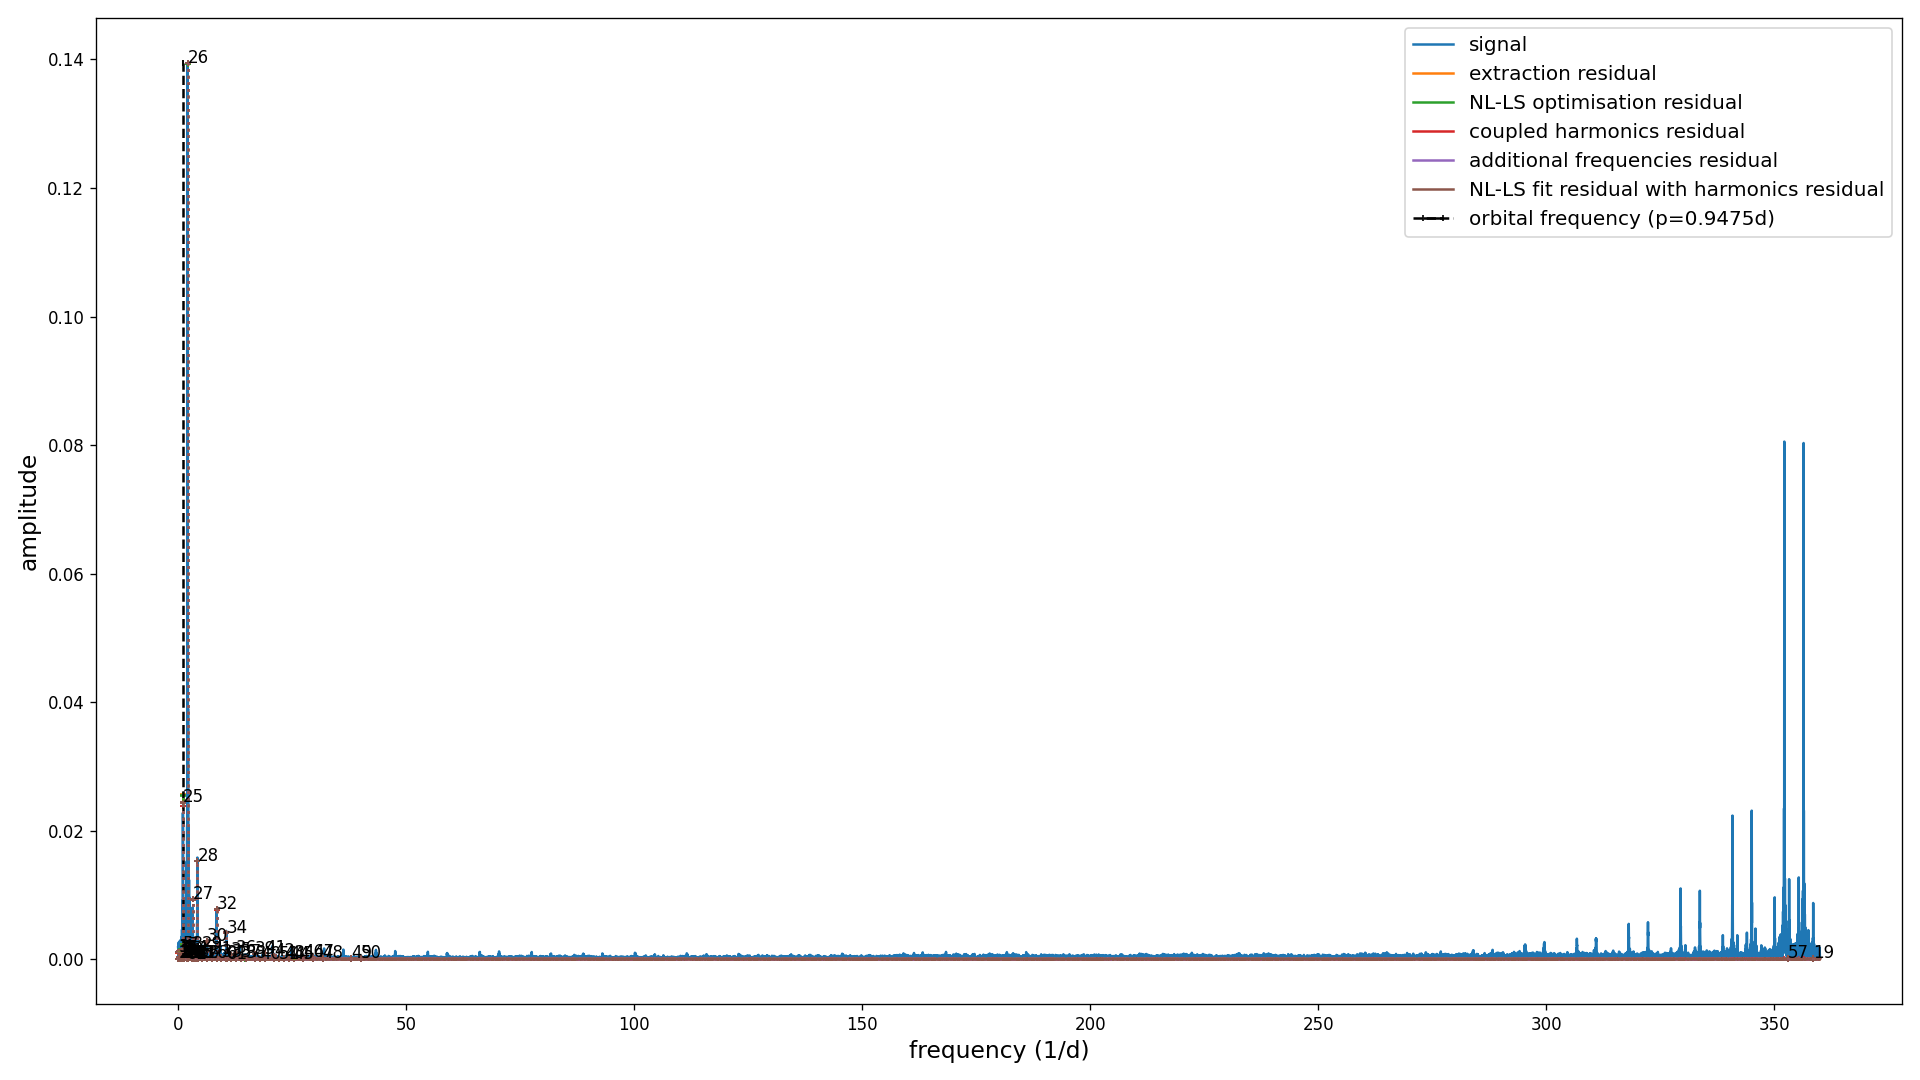 0.14
0.12
0.10
0.08
0.06
0.04
0.02
0.00
amplitude
0
50
100
150
200
250
300
350
frequency (1/d)
signal
extraction residual
NL-LS optimisation residual
coupled harmonics residual
additional frequencies residual
NL-LS fit residual with harmonics residual
orbital frequency (p=0.9475d)
26
25
28
27
32
34
30
57
19